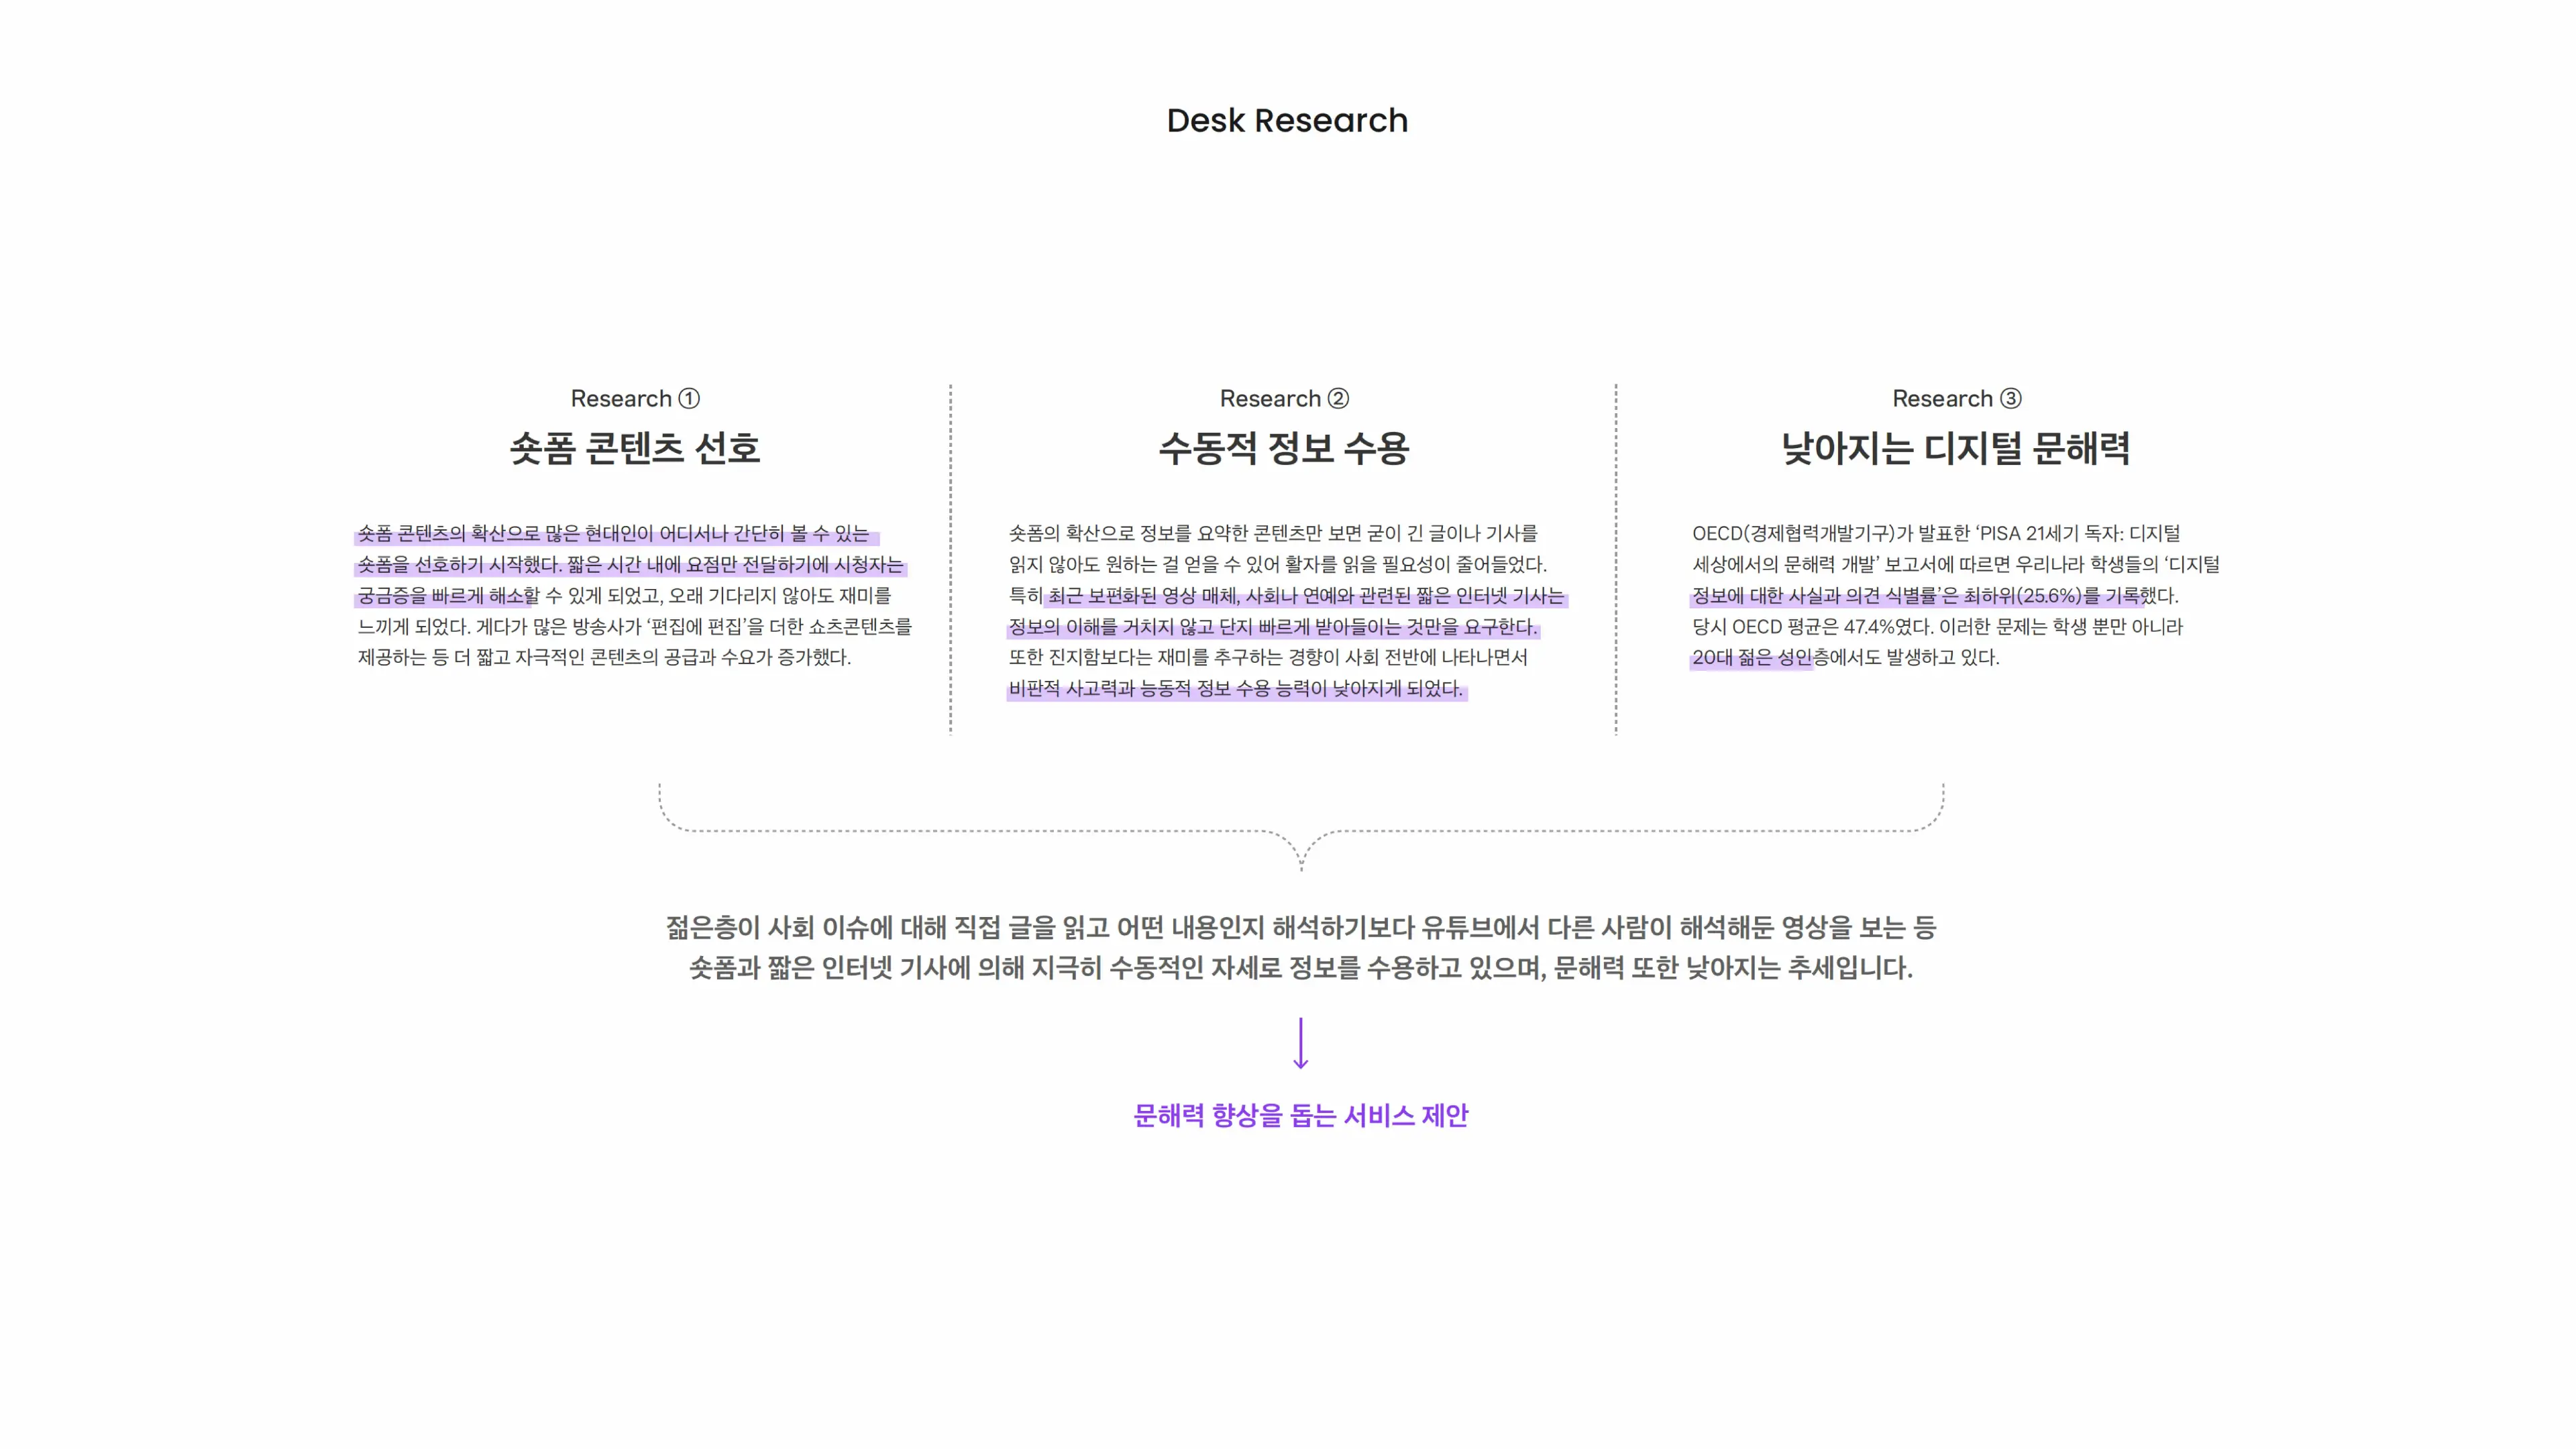 Desk Research
Research ①
숏폼 콘텐츠 선호
숏폼 콘텐츠의 확산으로 많은 현대인이 어디서나 간단히 볼 수 있는
숏폼을 선호하기 시작했다. 짧은 시간 내에 요점만 전달하기에 시청자는
궁금증을 빠르게 해소할 수 있게 되었고, 오래 기다리지 않아도 재미를
느끼게 되었다. 게다가 많은 방송사가 ‘편집에 편집’을 더한 쇼츠콘텐츠를
제공하는 등 더 짧고 자극적인 콘텐츠의 공급과 수요가 증가했다.
Research ②
수동적 정보 수용
숏폼의 확산으로 정보를 요약한 콘텐츠만 보면 굳이 긴 글이나 기사를
읽지 않아도 원하는 걸 얻을 수 있어 활자를 읽을 필요성이 줄어들었다.
특히 최근 보편화된 영상 매체, 사회나 연예와 관련된 짧은 인터넷 기사는
정보의 이해를 거치지 않고 단지 빠르게 받아들이는 것만을 요구한다.
또한 진지함보다는 재미를 추구하는 경향이 사회 전반에 나타나면서
비판적 사고력과 능동적 정보 수용 능력이 낮아지게 되었다.
Research ③
낮아지는 디지털 문해력
OECD(경제협력개발기구)가 발표한 ‘PISA 21세기 독자: 디지털
세상에서의 문해력 개발’ 보고서에 따르면 우리나라 학생들의 ‘디지털
정보에 대한 사실과 의견 식별률’은 최하위(25.6%)를 기록했다.
당시 OECD 평균은 47.4%였다. 이러한 문제는 학생 뿐만 아니라
20대 젊은 성인층에서도 발생하고 있다.
젊은층이 사회 이슈에 대해 직접 글을 읽고 어떤 내용인지 해석하기보다 유튜브에서 다른 사람이 해석해둔 영상을 보는 등
숏폼과 짧은 인터넷 기사에 의해 지극히 수동적인 자세로 정보를 수용하고 있으며, 문해력 또한 낮아지는 추세입니다.
문해력 향상을 돕는 서비스 제안